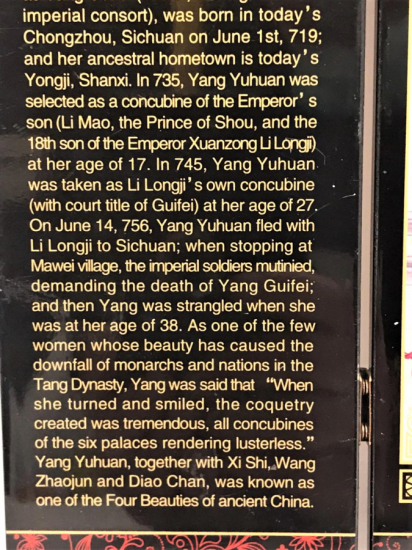 imperial consort), was born in today's
Chongzhou, Sichuan on June 1st, 719;
and her ancestral hometown is today's
Yongji, Shanxi. In 735, Yang Yuhuan was
selected as a concubine of the Emperor's
son (Li Mao, the Prince of Shou, and the
18th son of the Emperor Xuanzong Li Longji)
at her age of 17. In 745, Yang Yuhuan
was taken as Li Longji's own concubine
(with court title of Guifei) at her age of 27.
On June 14, 756, Yang Yuhuan fled with
Li Longji to Sichuan; when stopping at
Mawei village, the imperial soldiers mutinied,
demanding the death of Yang Guifei;
and then Yang was strangled when she
was at her age of 38. As one of the few
women whose beauty has caused the
downfall of monarchs and nations in the
Tang Dynasty, Yang was said that "When
she turned and smiled, the coquetry
created was tremendous, all concubines
of the six palaces rendering lusterless."
Yang Yuhuan, together with Xi Shi, Wang
Zhaojun and Diao Chan, was known as
one of the Four Beauties of ancient China.